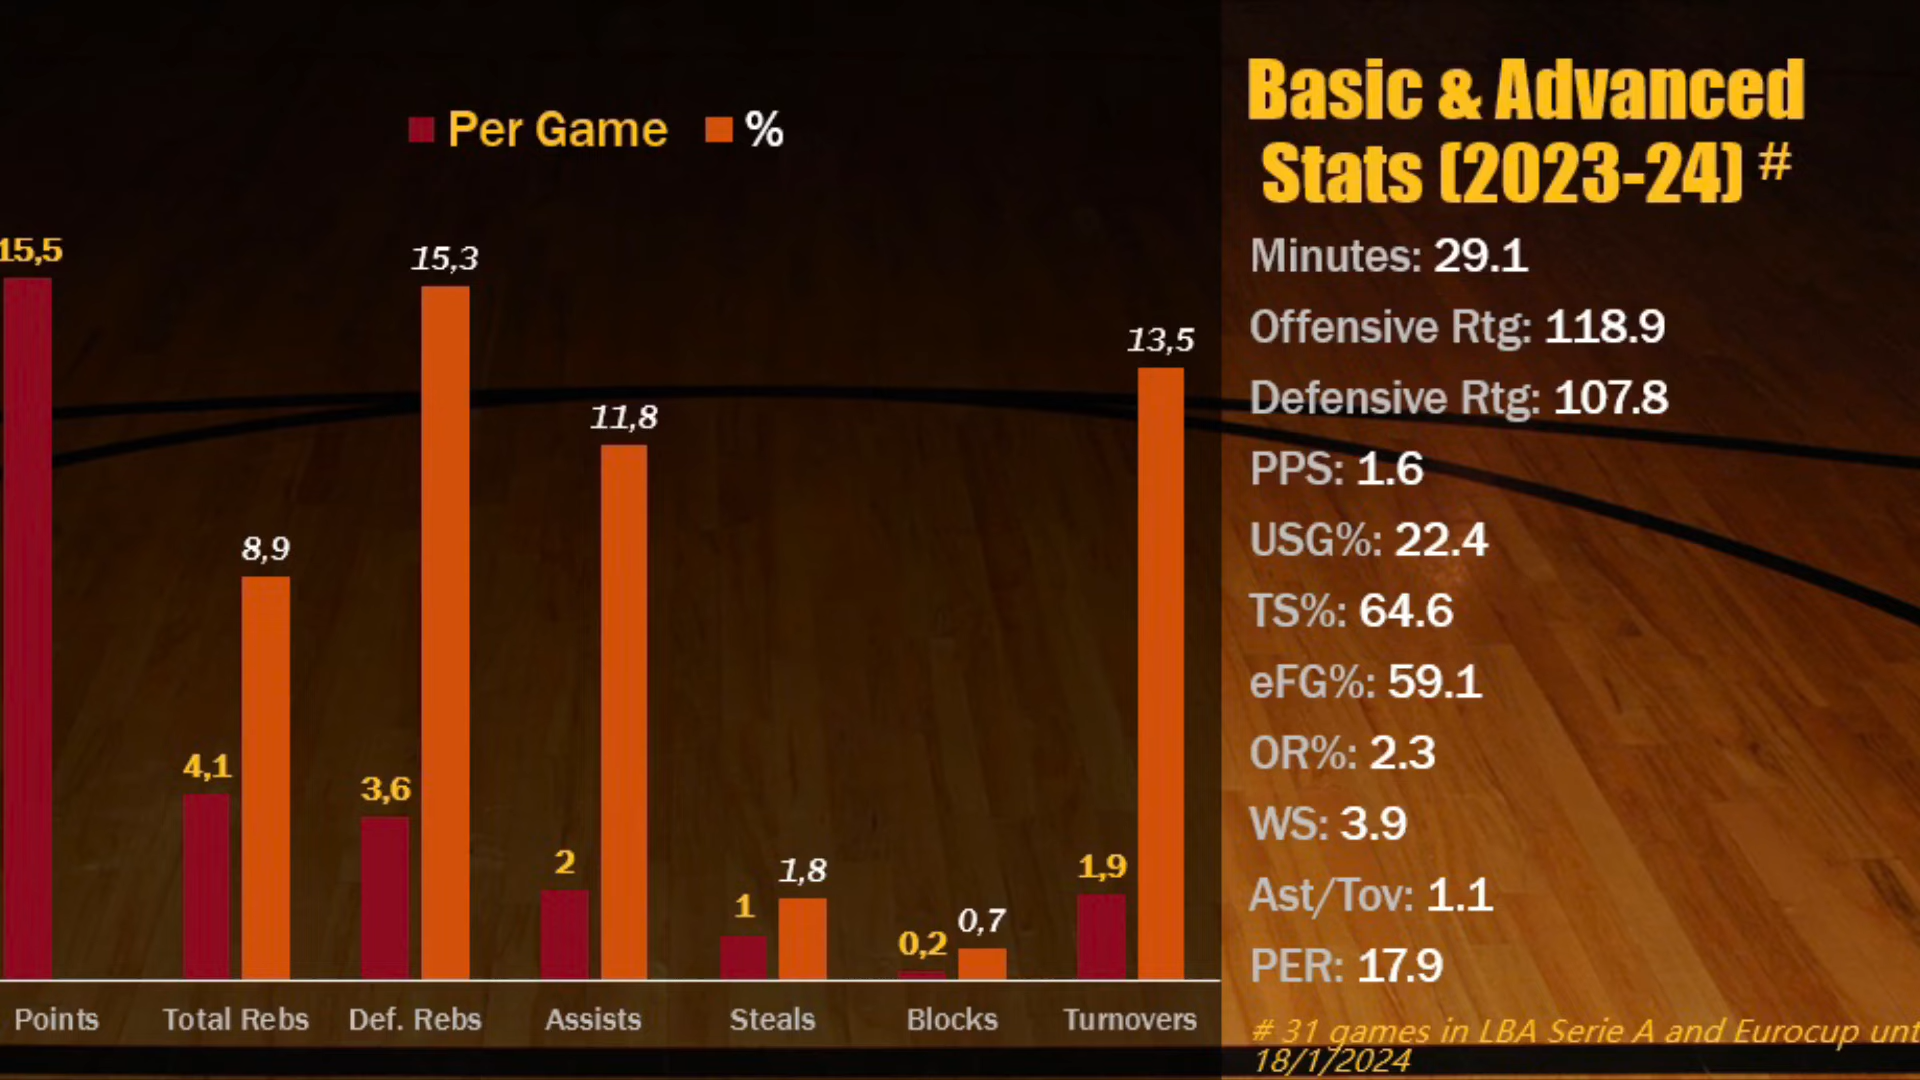 Per Game %
15,5
8,9
15,3
11,8
13,5
4,1
3,6
2
1
1,8
0,2
0,7
1,9
Points Total Rebs Def. Rebs Assists Steals Blocks Turnovers
Basic & Advanced
Stats (2023-24) #
Minutes: 29.1
Offensive Rtg: 118.9
Defensive Rtg: 107.8
PPS: 1.6
USG%: 22.4
TS%: 64.6
eFG%: 59.1
OR%: 2.3
WS: 3.9
Ast/Tov: 1.1
PER: 17.9
# 31 games in LBA Serie A and Eurocup unt
18/1/2024